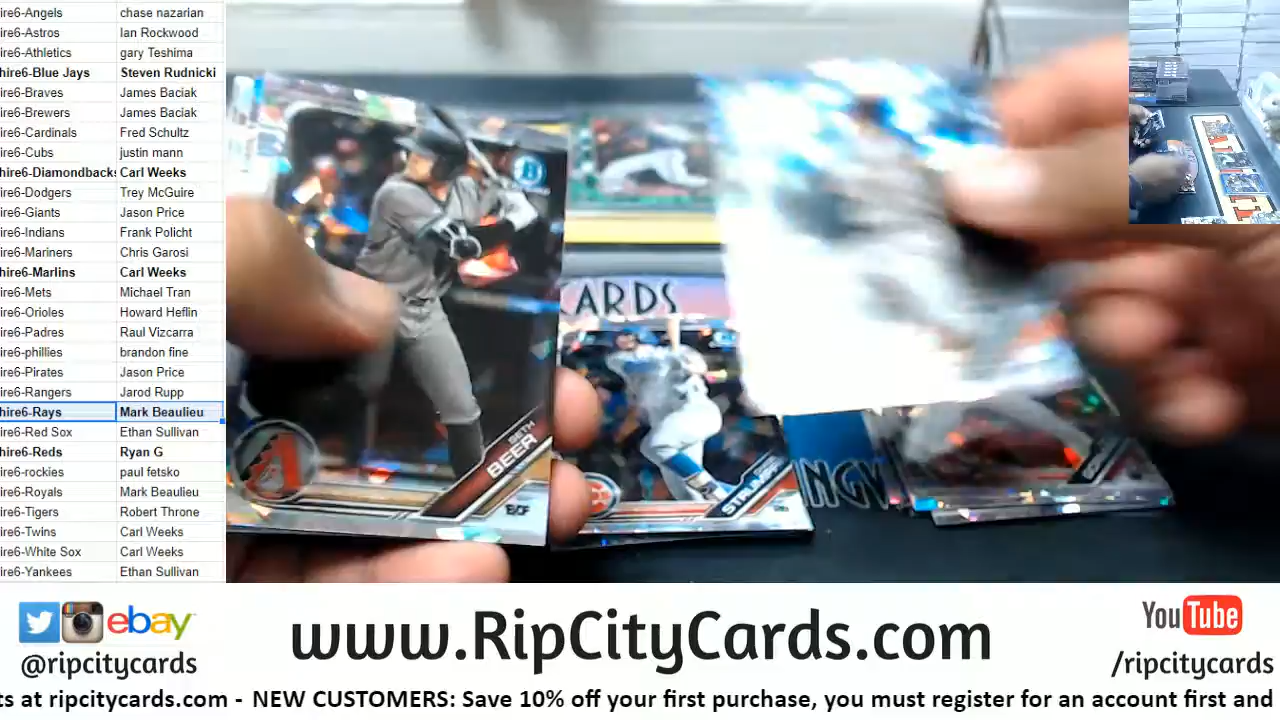 ire6-Angels chase nazarian
ire6-Astros Ian Rockwood
ire6-Athletics gary Teshima
hire6-Blue Jays Steven Rudnicki
ire6-Braves James Baciak
ire6-Brewers James Baciak
ire6-Cardinals Fred Schultz
ire6-Cubs justin mann
hire6-Diamondbacks Carl Weeks
ire6-Dodgers Trey McGuire
ire6-Giants Jason Price
ire6-Indians Frank Policht
ire6-Mariners Chris Garosi
hire6-Marlins Carl Weeks
ire6-Mets Michael Tran
ire6-Orioles Howard Heflin
ire6-Padres Raul Vizcarra
ire6-phillies brandon fine
ire6-Pirates Jason Price
ire6-Rangers Jarod Rupp
hire6-Rays Mark Beaulieu
ire6-Red Sox Ethan Sullivan
hire6-Reds Ryan G
ire6-rockies paul fetsko
ire6-Royals Mark Beaulieu
ire6-Tigers Robert Throne
ire6-Twins Carl Weeks
ire6-White Sox Carl Weeks
ire6-Yankees Ethan Sullivan
B
CARDS
SETH
BEER
BCP
STRUMPF
NGV
ebay
@ripcitycards
www.RipCityCards.com
YouTube
/ripcitycards
ts at ripcitycards.com - NEW CUSTOMERS: Save 10% off your first purchase, you must register for an account first and